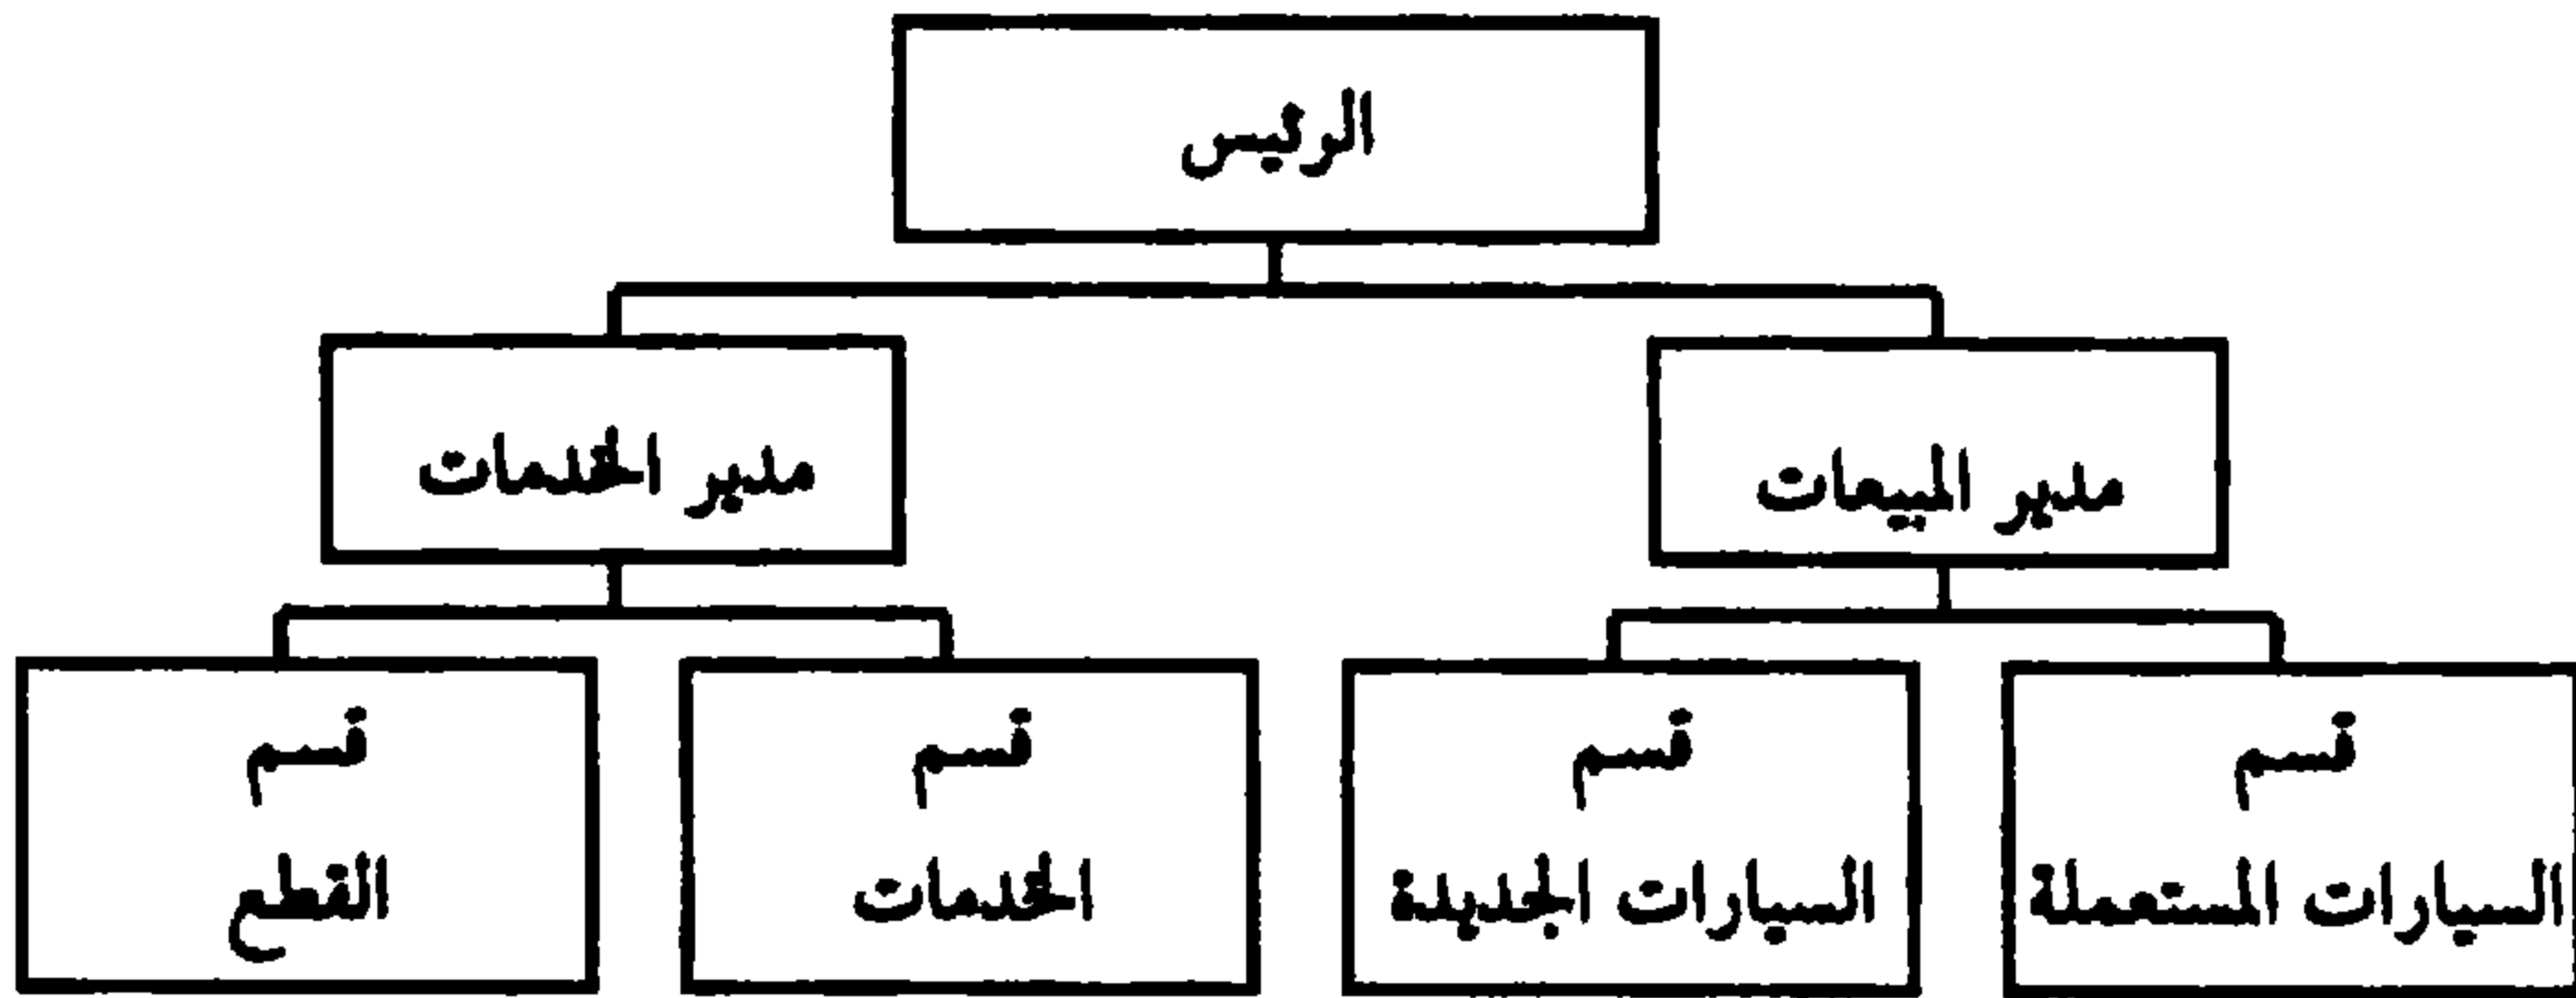 الرئيس
مدير المبيعات
مدير الخدمات
قسم
السيارات المستعملة
قسم
السيارات الجديدة
قسم
الخدمات
قسم
القطع